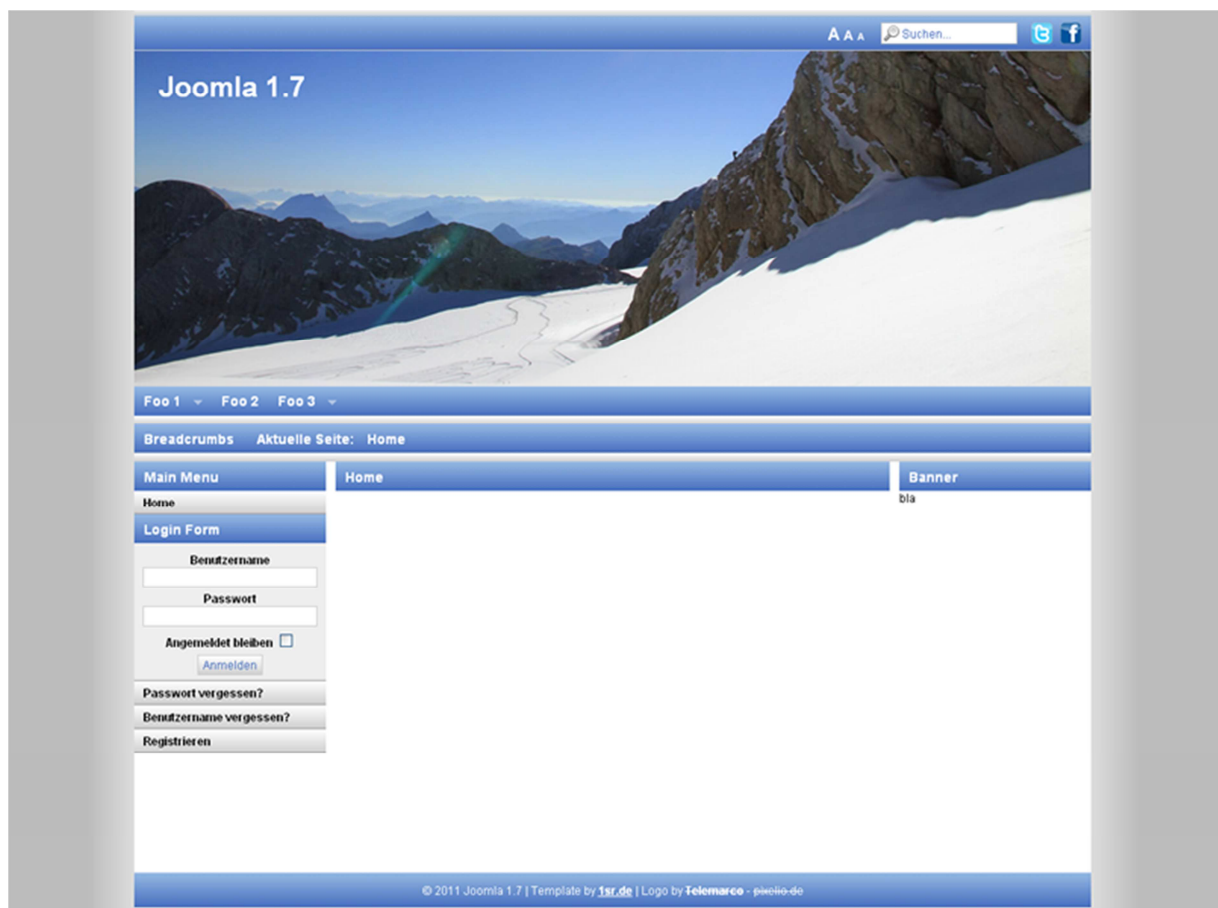 A A A Suchen...
Joomla 1.7
Foo 1 Foo 2 Foo 3
Breadcrumbs Aktuelle Seite: Home
Main Menu
Home
Login Form
Benutzername
Passwort
Angemeldet bleiben
Anmelden
Passwort vergessen?
Benutzername vergessen?
Registrieren
Home
Banner
bla
© 2011 Joomla 1.7 | Template by 1sr.de | Logo by Telemarco - pixelio.de